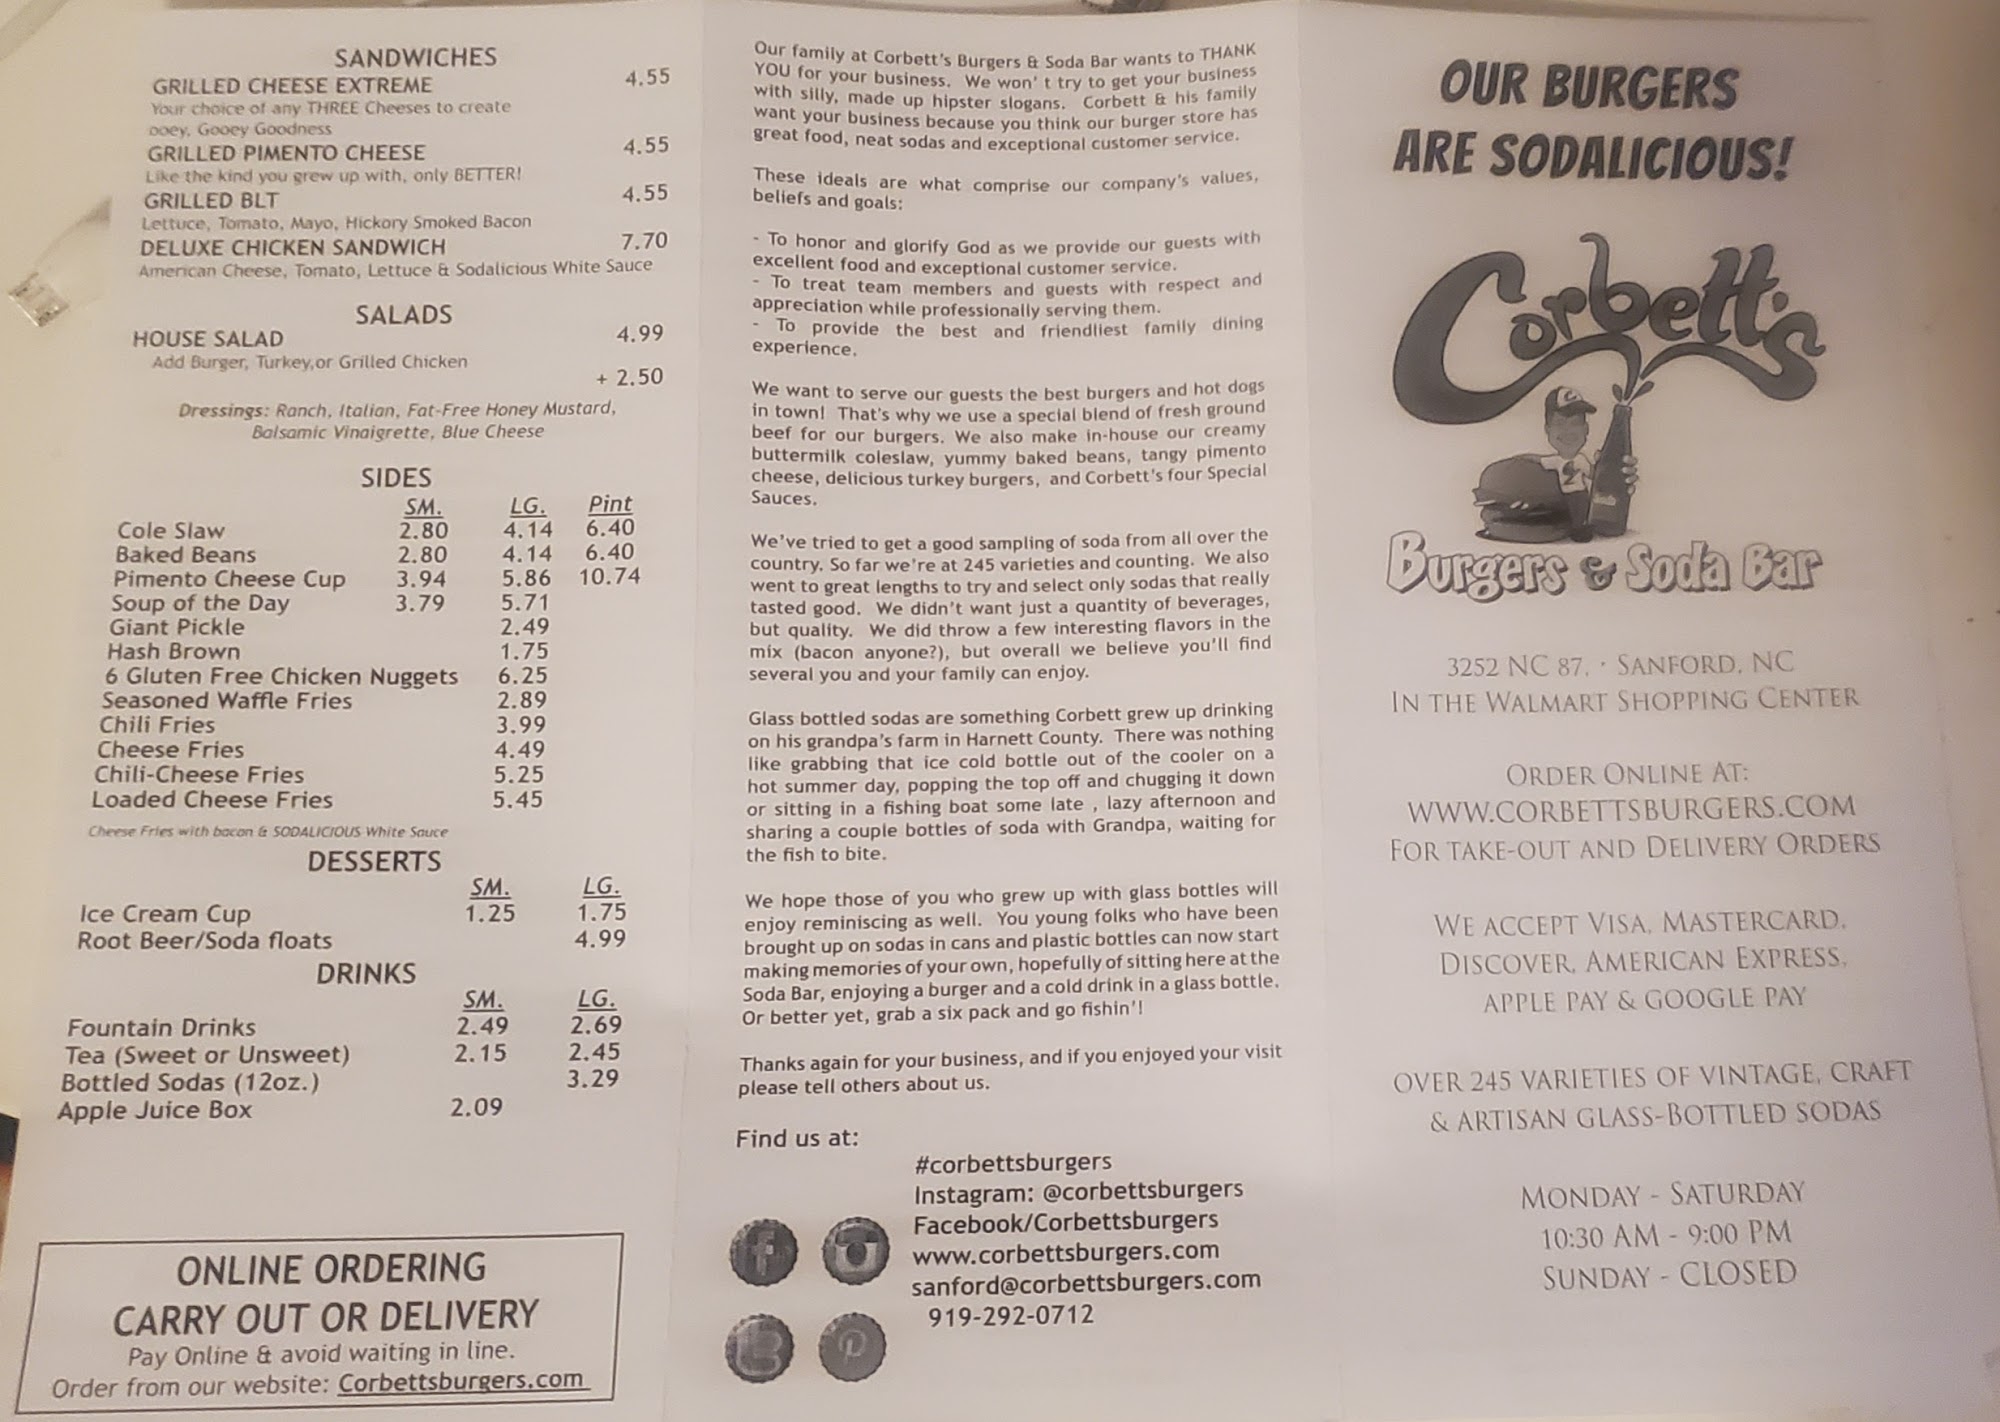 SANDWICHES
GRILLED CHEESE EXTREME 4.55
Your choice of any THREE Cheeses to create
ooey, Gooey Goodness
GRILLED PIMENTO CHEESE 4.55
Like the kind you grew up with, only BETTER!
GRILLED BLT 4.55
Lettuce, Tomato, Mayo, Hickory Smoked Bacon
DELUXE CHICKEN SANDWICH 7.70
American Cheese, Tomato, Lettuce & Sodalicious White Sauce
SALADS
HOUSE SALAD 4.99
Add Burger, Turkey,or Grilled Chicken
+ 2.50
Dressings: Ranch, Italian, Fat-Free Honey Mustard,
Balsamic Vinaigrette, Blue Cheese
SIDES
SM. LG. Pint
Cole Slaw 2.80 4.14 6.40
Baked Beans 2.80 4.14 6.40
Pimento Cheese Cup 3.94 5.86 10.74
Soup of the Day 3.79 5.71
Giant Pickle 2.49
Hash Brown 1.75
6 Gluten Free Chicken Nuggets 6.25
Seasoned Waffle Fries 2.89
Chili Fries 3.99
Cheese Fries 4.49
Chili-Cheese Fries 5.25
Loaded Cheese Fries 5.45
Cheese Fries with bacon & SODALICIOUS White Sauce
DESSERTS
SM. LG.
Ice Cream Cup 1.25 1.75
Root Beer/Soda floats 4.99
DRINKS
SM. LG.
Fountain Drinks 2.49 2.69
Tea (Sweet or Unsweet) 2.15 2.45
Bottled Sodas (12oz.) 3.29
Apple Juice Box 2.09
ONLINE ORDERING
CARRY OUT OR DELIVERY
Pay Online & avoid waiting in line.
Order from our website: Corbettsburgers.com
Our family at Corbett's Burgers & Soda Bar wants to THANK
YOU for your business. We won' t try to get your business
with silly, made up hipster slogans. Corbett & his family
want your business because you think our burger store has
great food, neat sodas and exceptional customer service.
These ideals are what comprise our company's values,
beliefs and goals:
- To honor and glorify God as we provide our guests with
excellent food and exceptional customer service.
- To treat team members and guests with respect and
appreciation while professionally serving them.
- To provide the best and friendliest family dining
experience.
We want to serve our guests the best burgers and hot dogs
in town! That's why we use a special blend of fresh ground
beef for our burgers. We also make in-house our creamy
buttermilk coleslaw, yummy baked beans, tangy pimento
cheese, delicious turkey burgers, and Corbett's four Special
Sauces.
We've tried to get a good sampling of soda from all over the
country. So far we're at 245 varieties and counting. We also
went to great lengths to try and select only sodas that really
tasted good. We didn't want just a quantity of beverages,
but quality. We did throw a few interesting flavors in the
mix (bacon anyone?), but overall we believe you'll find
several you and your family can enjoy.
Glass bottled sodas are something Corbett grew up drinking
on his grandpa's farm in Harnett County. There was nothing
like grabbing that ice cold bottle out of the cooler on a
hot summer day, popping the top off and chugging it down
or sitting in a fishing boat some late , lazy afternoon and
sharing a couple bottles of soda with Grandpa, waiting for
the fish to bite.
We hope those of you who grew up with glass bottles will
enjoy reminiscing as well. You young folks who have been
brought up on sodas in cans and plastic bottles can now start
making memories of your own, hopefully of sitting here at the
Soda Bar, enjoying a burger and a cold drink in a glass bottle.
Or better yet, grab a six pack and go fishin'!
Thanks again for your business, and if you enjoyed your visit
please tell others about us.
Find us at:
#corbettsburgers
Instagram: @corbettsburgers
Facebook/Corbettsburgers
www.corbettsburgers.com
sanford@corbettsburgers.com
919-292-0712
OUR BURGERS
ARE SODALICIOUS!
Corbett's
Burgers & Soda Bar
3252 NC 87, · SANFORD, NC
IN THE WALMART SHOPPING CENTER
ORDER ONLINE AT:
WWW.CORBETTSBURGERS.COM
FOR TAKE-OUT AND DELIVERY ORDERS
WE ACCEPT VISA, MASTERCARD,
DISCOVER, AMERICAN EXPRESS,
APPLE PAY & GOOGLE PAY
OVER 245 VARIETIES OF VINTAGE, CRAFT
& ARTISAN GLASS-BOTTLED SODAS
MONDAY - SATURDAY
10:30 AM - 9:00 PM
SUNDAY - CLOSED